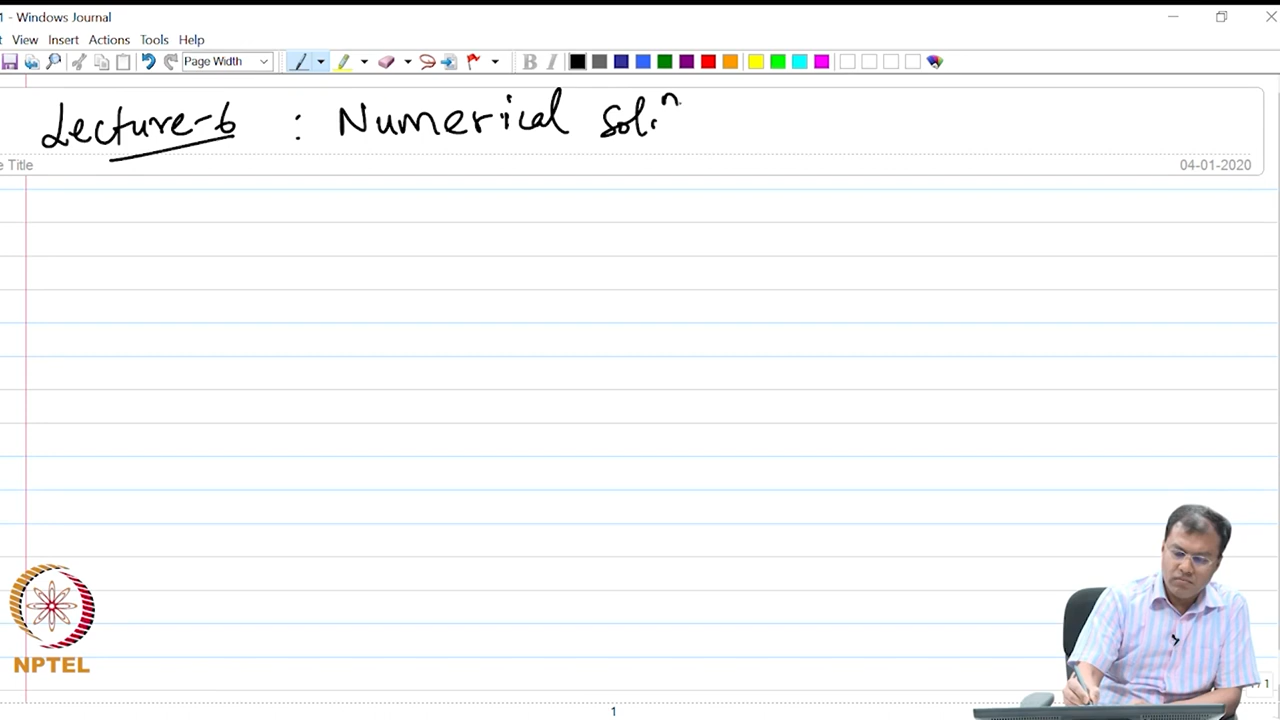 1 - Windows Journal
t View Insert Actions Tools Help
Page Width
B I
Lecture-6 : Numerical Sol.n
e Title
04-01-2020
NPTEL
/ 1
1